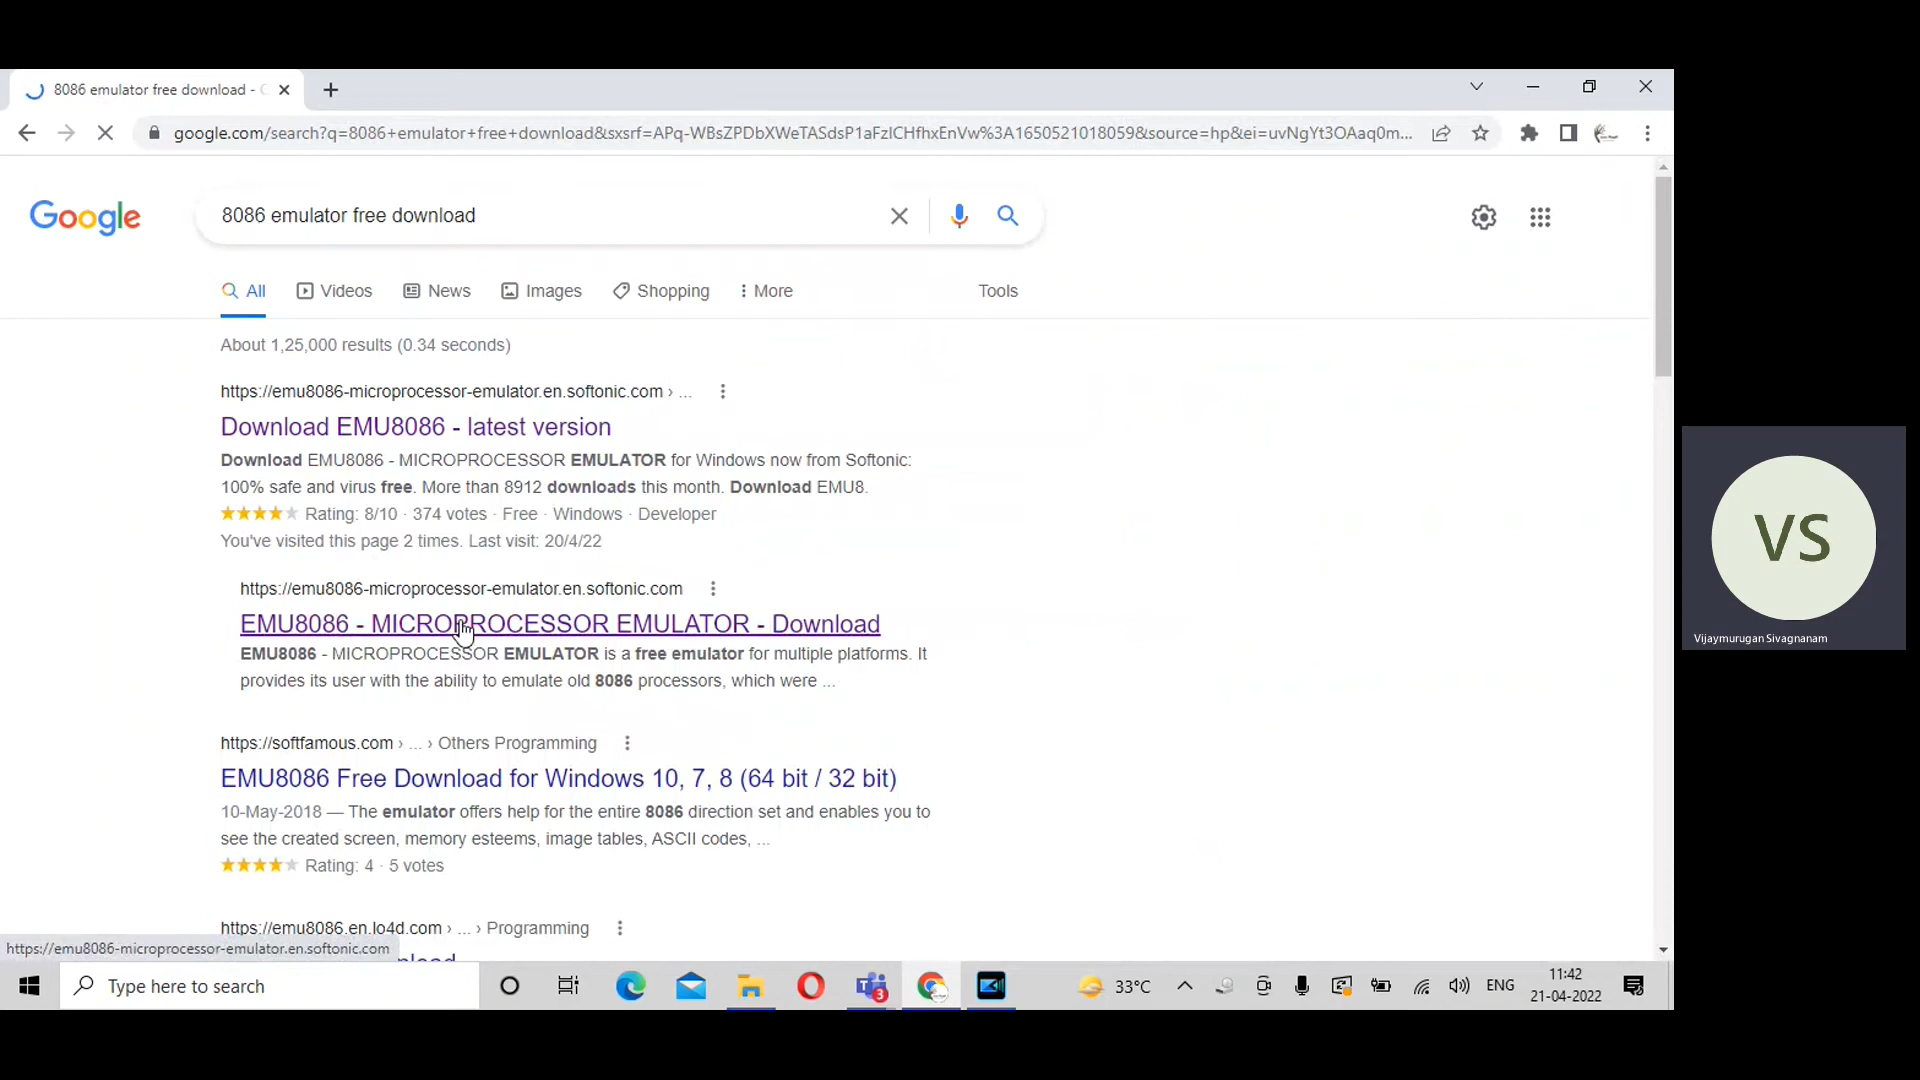 8086 emulator free download -
google.com/search?q=8086+emulator+free+download&sxsrf=APq-WBsZPDbXWeTASdsP1aFzlCHfhxEnVw%3A1650521018059&source=hp&ei=uvNgYt3OAaq0m...
Google
8086 emulator free download
All Videos News Images Shopping More Tools
About 1,25,000 results (0.34 seconds)
https://emu8086-microprocessor-emulator.en.softonic.com › ...
Download EMU8086 - latest version
Download EMU8086 - MICROPROCESSOR EMULATOR for Windows now from Softonic:
100% safe and virus free. More than 8912 downloads this month. Download EMU8.
Rating: 8/10 · 374 votes · Free · Windows · Developer
You've visited this page 2 times. Last visit: 20/4/22
https://emu8086-microprocessor-emulator.en.softonic.com
EMU8086 - MICROPROCESSOR EMULATOR - Download
EMU8086 - MICROPROCESSOR EMULATOR is a free emulator for multiple platforms. It
provides its user with the ability to emulate old 8086 processors, which were ...
https://softfamous.com › ... › Others Programming
EMU8086 Free Download for Windows 10, 7, 8 (64 bit / 32 bit)
10-May-2018 — The emulator offers help for the entire 8086 direction set and enables you to
see the created screen, memory esteems, image tables, ASCII codes, ...
Rating: 4 · 5 votes
https://emu8086.en.lo4d.com › ... › Programming
https://emu8086-microprocessor-emulator.en.softonic.com
Type here to search
3
33°C
ENG
11:42
21-04-2022
VS
Vijaymurugan Sivagnanam